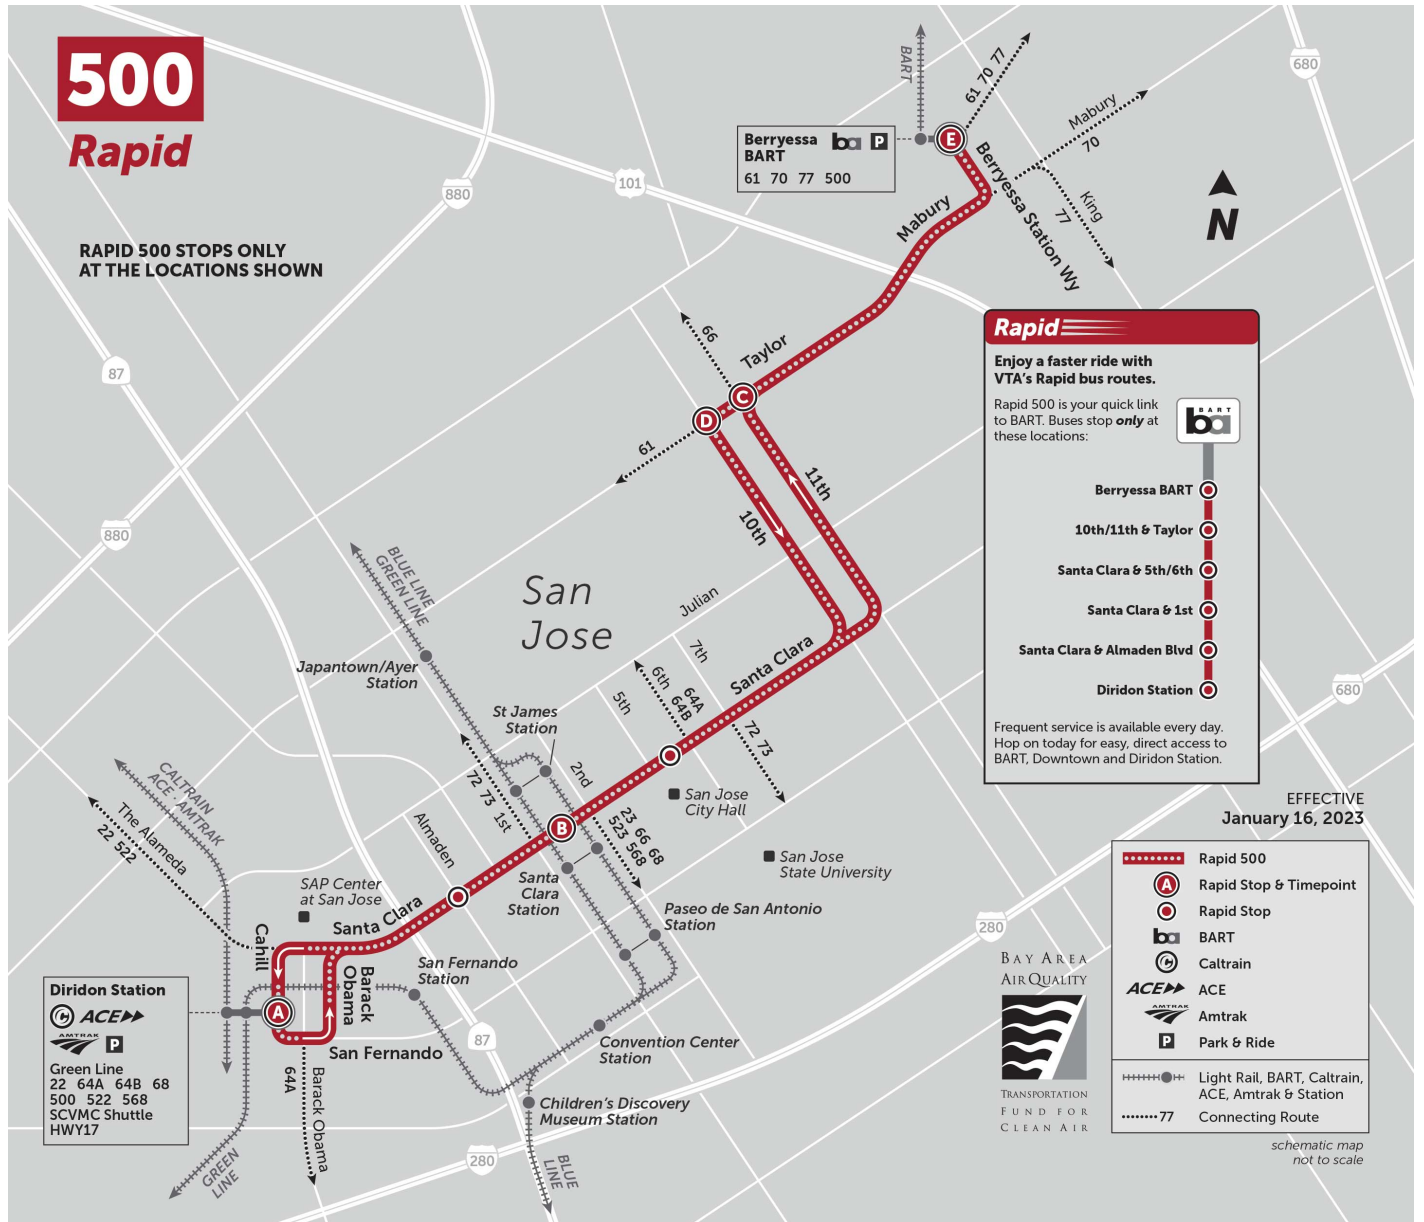 500
Rapid
RAPID 500 STOPS ONLY
AT THE LOCATIONS SHOWN
880
101
680
BART
61 70 77
Mabury
70
King
77
Berryessa
BART
ba P
61 70 77 500
E
Berryessa Station Wy
Mabury
N
87
880
66
Taylor
C
D
61
11th
10th
San
Jose
BLUE LINE
GREEN LINE
Japantown/Ayer
Station
Julian
7th
6th
5th
64A
64B
Santa Clara
72 73
St James
Station
2nd
72 73
1st
B
23 66 68
523 568
San Jose
City Hall
San Jose
State University
Almaden
Santa
Clara
Station
Paseo de San Antonio
Station
CALTRAIN
ACE · AMTRAK
The Alameda
22 522
SAP Center
at San Jose
Santa Clara
Cahill
Barack
Obama
San Fernando
Station
A
San Fernando
Diridon Station
C ACE
AMTRAK P
Green Line
22 64A 64B 68
500 522 568
SCVMC Shuttle
HWY17
64A
Barack Obama
GREEN
LINE
87
Convention Center
Station
Children's Discovery
Museum Station
BLUE
LINE
280
280
680
Rapid
Enjoy a faster ride with
VTA's Rapid bus routes.
Rapid 500 is your quick link
to BART. Buses stop only at
these locations:
BART
ba
Berryessa BART
10th/11th & Taylor
Santa Clara & 5th/6th
Santa Clara & 1st
Santa Clara & Almaden Blvd
Diridon Station
Frequent service is available every day.
Hop on today for easy, direct access to
BART, Downtown and Diridon Station.
EFFECTIVE
January 16, 2023
Rapid 500
A Rapid Stop & Timepoint
Rapid Stop
ba BART
C Caltrain
ACE ACE
AMTRAK Amtrak
P Park & Ride
Light Rail, BART, Caltrain,
ACE, Amtrak & Station
77 Connecting Route
BAY AREA
AIR QUALITY
TRANSPORTATION
FUND FOR
CLEAN AIR
schematic map
not to scale